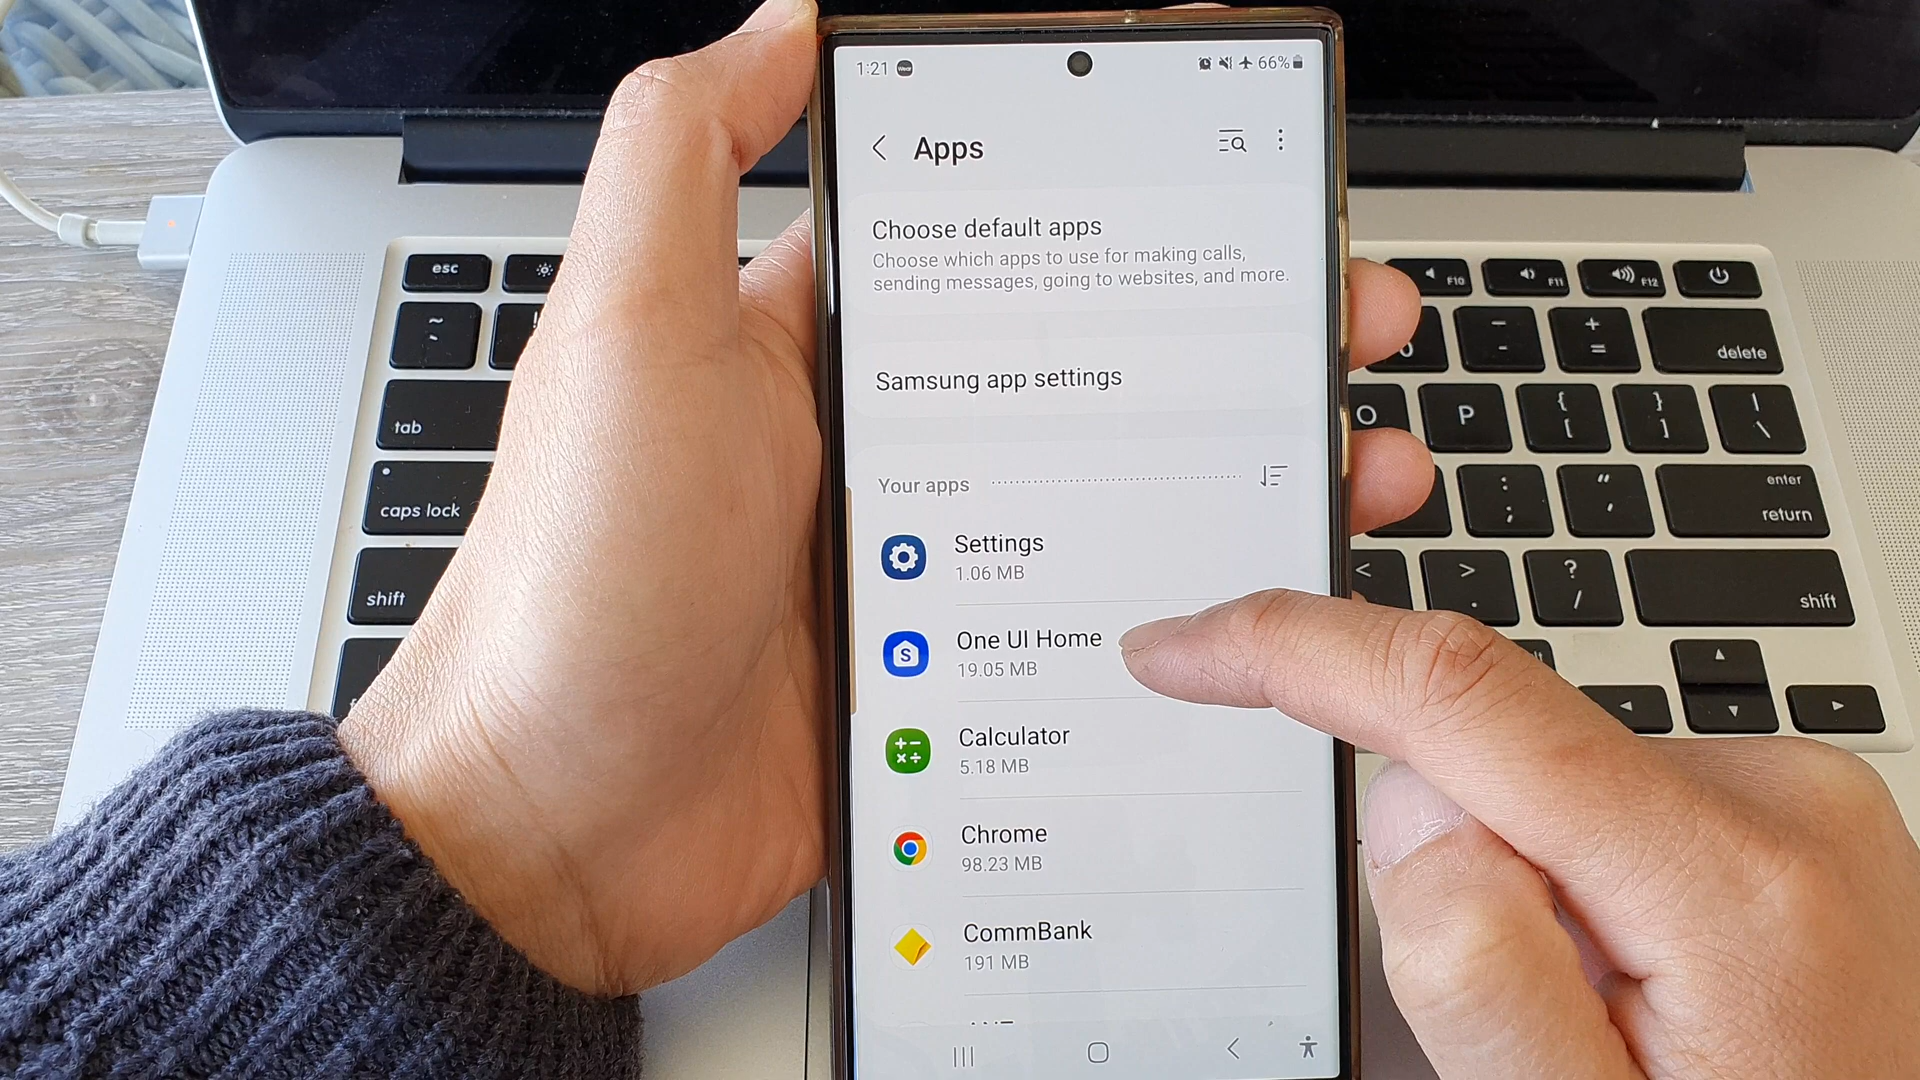 1:21
66%
Apps
Choose default apps
Choose which apps to use for making calls,
sending messages, going to websites, and more.
Samsung app settings
Your apps
Settings
1.06 MB
One UI Home
19.05 MB
Calculator
5.18 MB
Chrome
98.23 MB
CommBank
191 MB
esc
F10
F11
F12
~
!
- -
+ =
delete
tab
O
P
{ [
} ]
| \
caps lock
: ;
enter
return
shift
<
> .
? /
shift
S